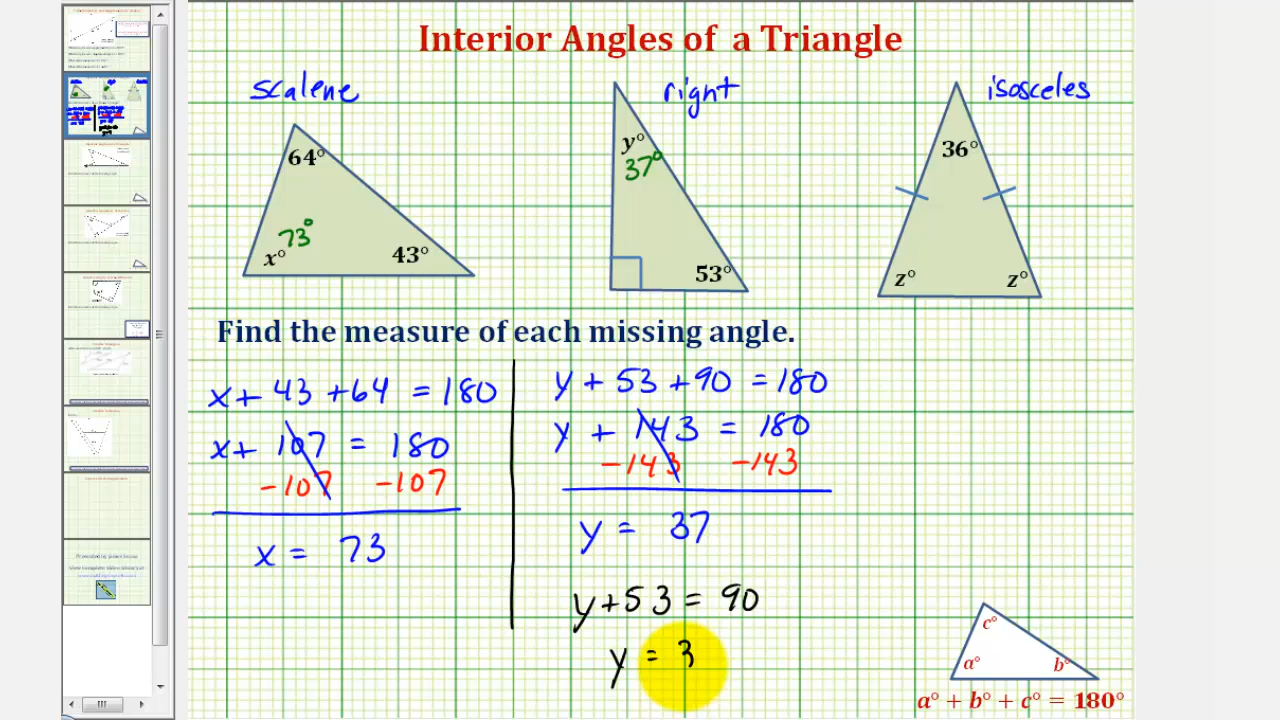 Interior Angles of a Triangle
scalene
right
isosceles
64°
73°
x°
43°
y°
37°
53°
36°
z°
z°
Find the measure of each missing angle.
x + 43 + 64 = 180
x + 107 = 180
-107 -107
x = 73
y + 53 + 90 = 180
y + 143 = 180
-143 -143
y = 37
y + 53 = 90
y = 3
c°
a°
b°
a° + b° + c° = 180°